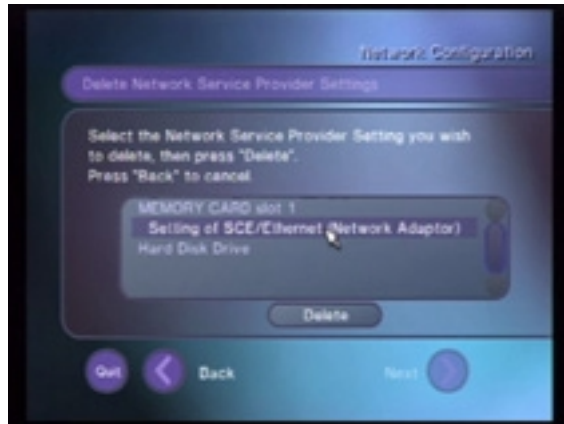 Network Configuration
Delete Network Service Provider Settings
Select the Network Service Provider Setting you wish
to delete, then press "Delete".
Press "Back" to cancel
MEMORY CARD slot 1
Setting of SCE/Ethernet (Network Adaptor)
Hard Disk Drive
Delete
Quit
Back
Next